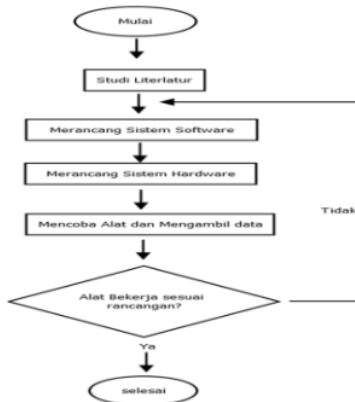 Mulai
Studi Literlatur
Merancang Sistem Software
Merancang Sistem Hardware
Mencoba Alat dan Mengambil data
Tidak
Alat Bekerja sesuai
rancangan?
Ya
selesai